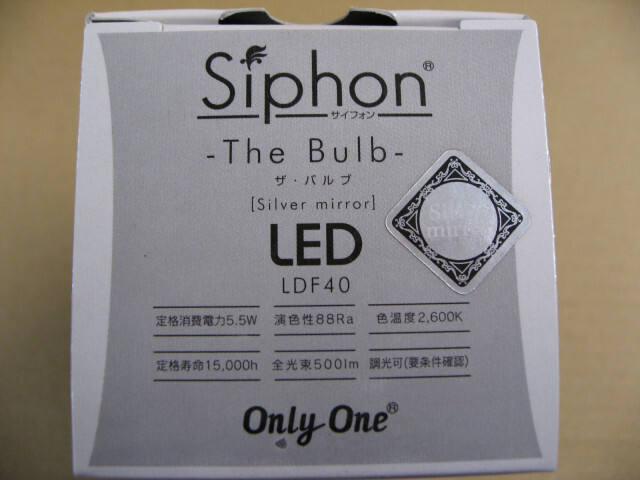 Siphon®
サイフォン
-The Bulb-
ザ・バルブ
[Silver mirror]
LED
LDF40
定格消費電力5.5W 演色性88Ra 色温度2,600K
定格寿命15,000h 全光束500lm 調光可(要条件確認)
Only One®